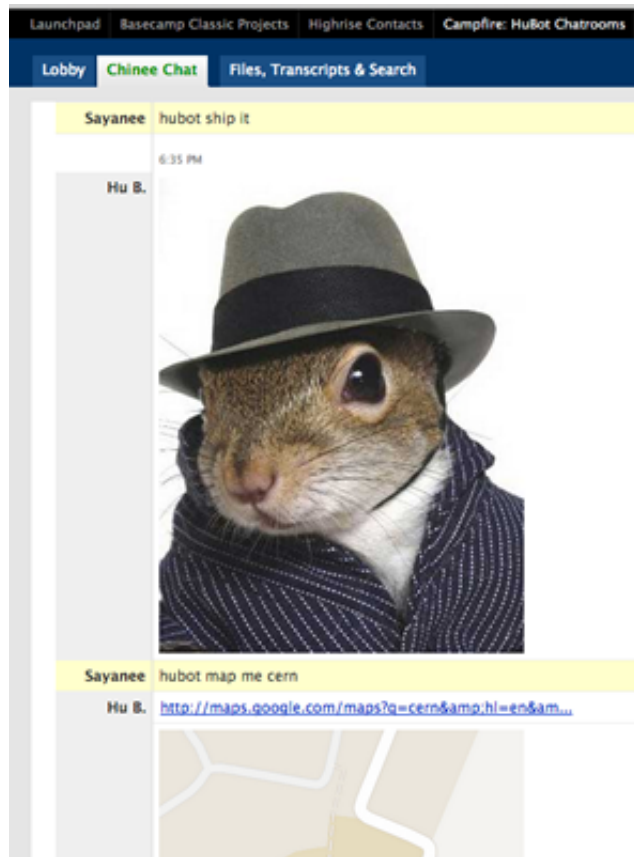 Launchpad Basecamp Classic Projects Highrise Contacts Campfire: HuBot Chatrooms
Lobby Chinee Chat Files, Transcripts & Search
Sayanee hubot ship it
6:35 PM
Hu B.
Sayanee hubot map me cern
Hu B. http://maps.google.com/maps?q=cern&amp;hl=en&am...